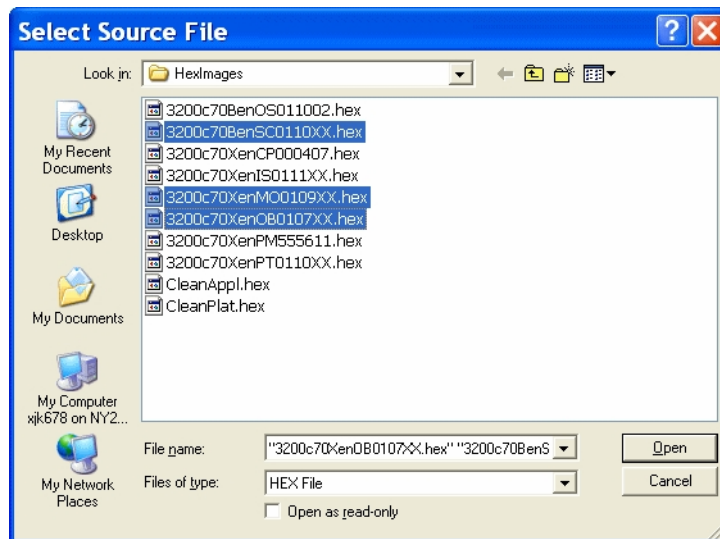 Select Source File
Look in: HexImages
3200c70BenOS011002.hex
3200c70BenSC0110XX.hex
3200c70XenCP000407.hex
3200c70XenIS0111XX.hex
3200c70XenMO0109XX.hex
3200c70XenOB0107XX.hex
3200c70XenPM555611.hex
3200c70XenPT0110XX.hex
CleanAppl.hex
CleanPlat.hex
My Recent
Documents
Desktop
My Documents
My Computer
xjk678 on NY2...
My Network
Places
File name: "3200c70XenOB0107XX.hex" "3200c70BenS
Open
Files of type: HEX File
Cancel
Open as read-only